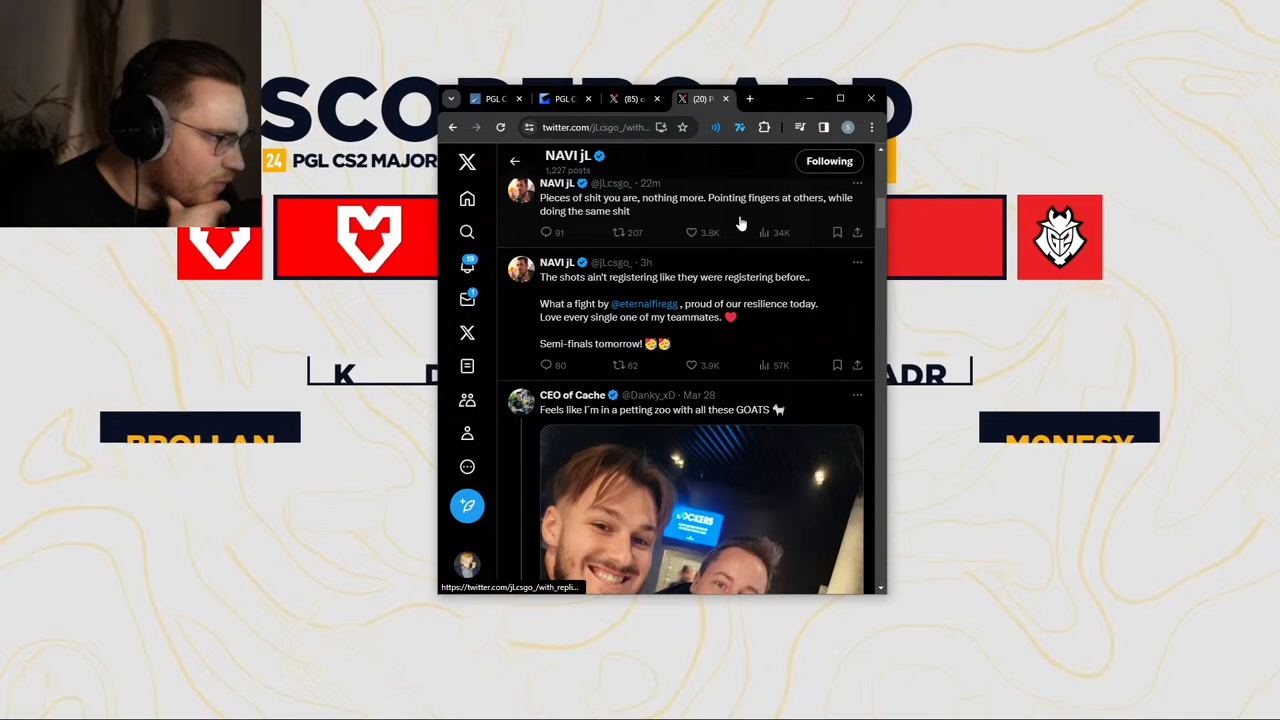 SCOREBOARD
24 PGL CS2 MAJOR
PGL C
PGL C
(85) c
(20) P
twitter.com/jLcsgo_/with...
NAVI jL
1,227 posts
Following
NAVI jL @jLcsgo_ · 22m
Pieces of shit you are, nothing more. Pointing fingers at others, while
doing the same shit
91 207 3.8K 34K
NAVI jL @jLcsgo_ · 3h
The shots ain't registering like they were registering before..
What a fight by @eternalfiregg , proud of our resilience today.
Love every single one of my teammates.
Semi-finals tomorrow!
80 62 3.9K 57K
CEO of Cache @Danky_xD · Mar 28
Feels like I´m in a petting zoo with all these GOATS
19
1
S
K
D
ADR
BROLLAN
M0NESY
https://twitter.com/jLcsgo_/with_repli...